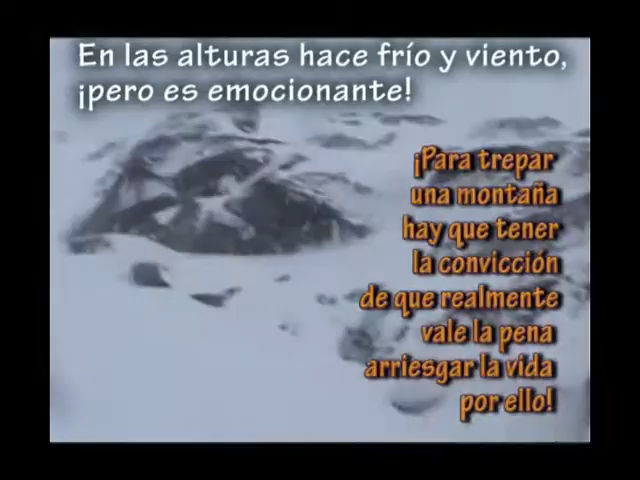 En las alturas hace frío y viento,
¡pero es emocionante!
¡Para trepar
una montaña
hay que tener
la convicción
de que realmente
vale la pena
arriesgar la vida
por ello!